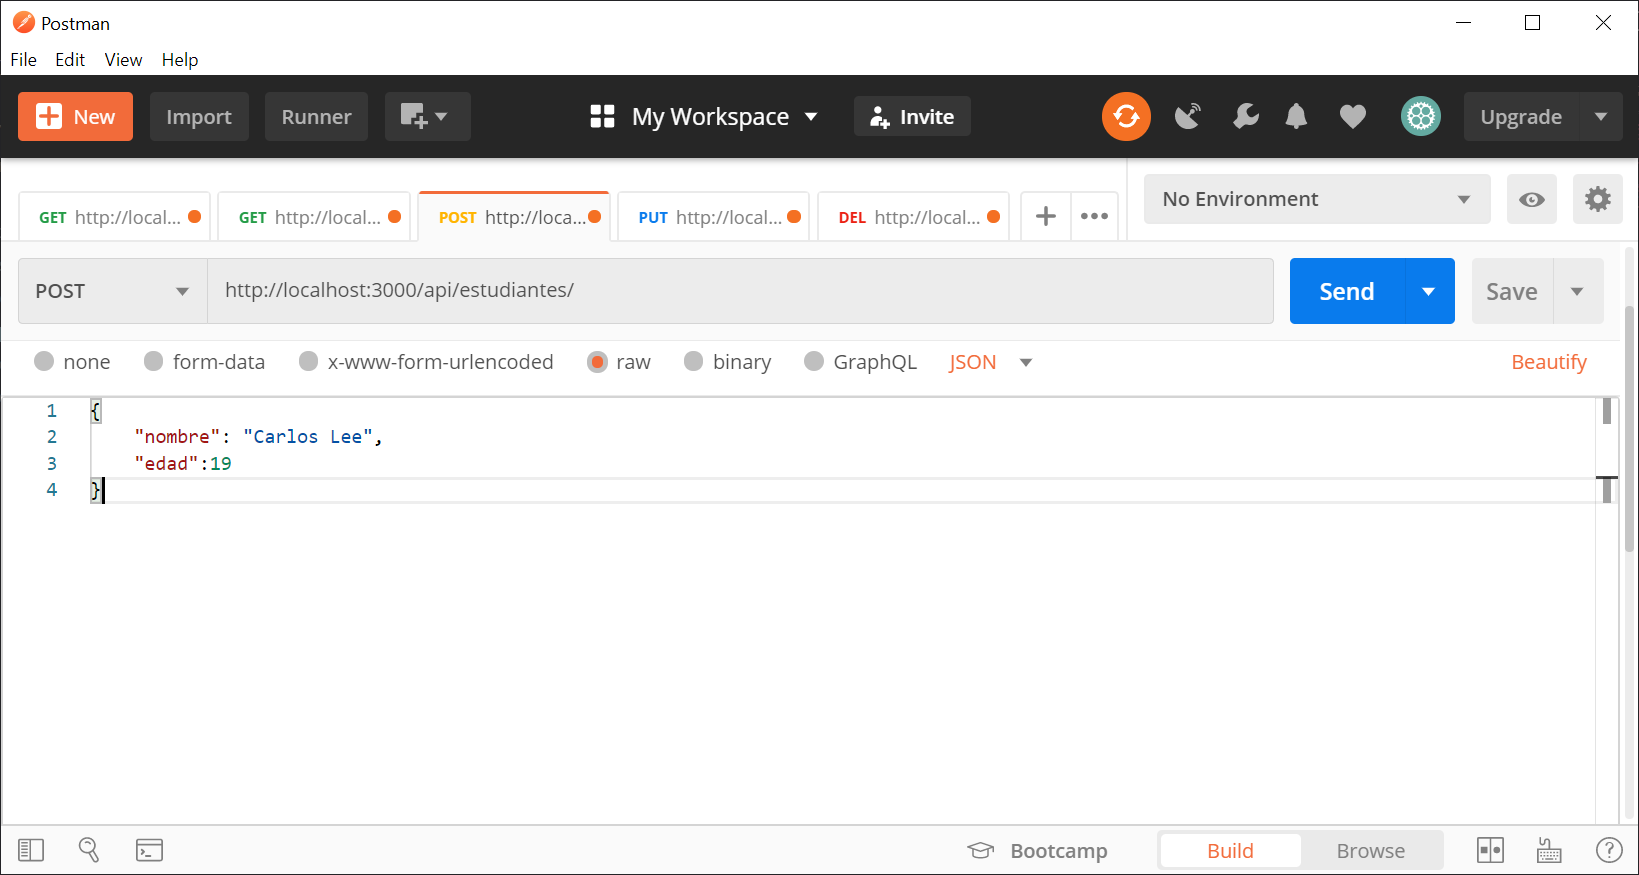 Postman
File Edit View Help
New Import Runner My Workspace Invite Upgrade
GET http://local... GET http://local... POST http://loca... PUT http://local... DEL http://local... No Environment
POST http://localhost:3000/api/estudiantes/ Send Save
none form-data x-www-form-urlencoded raw binary GraphQL JSON Beautify
1 {
2 "nombre": "Carlos Lee",
3 "edad":19
4 }
Bootcamp Build Browse